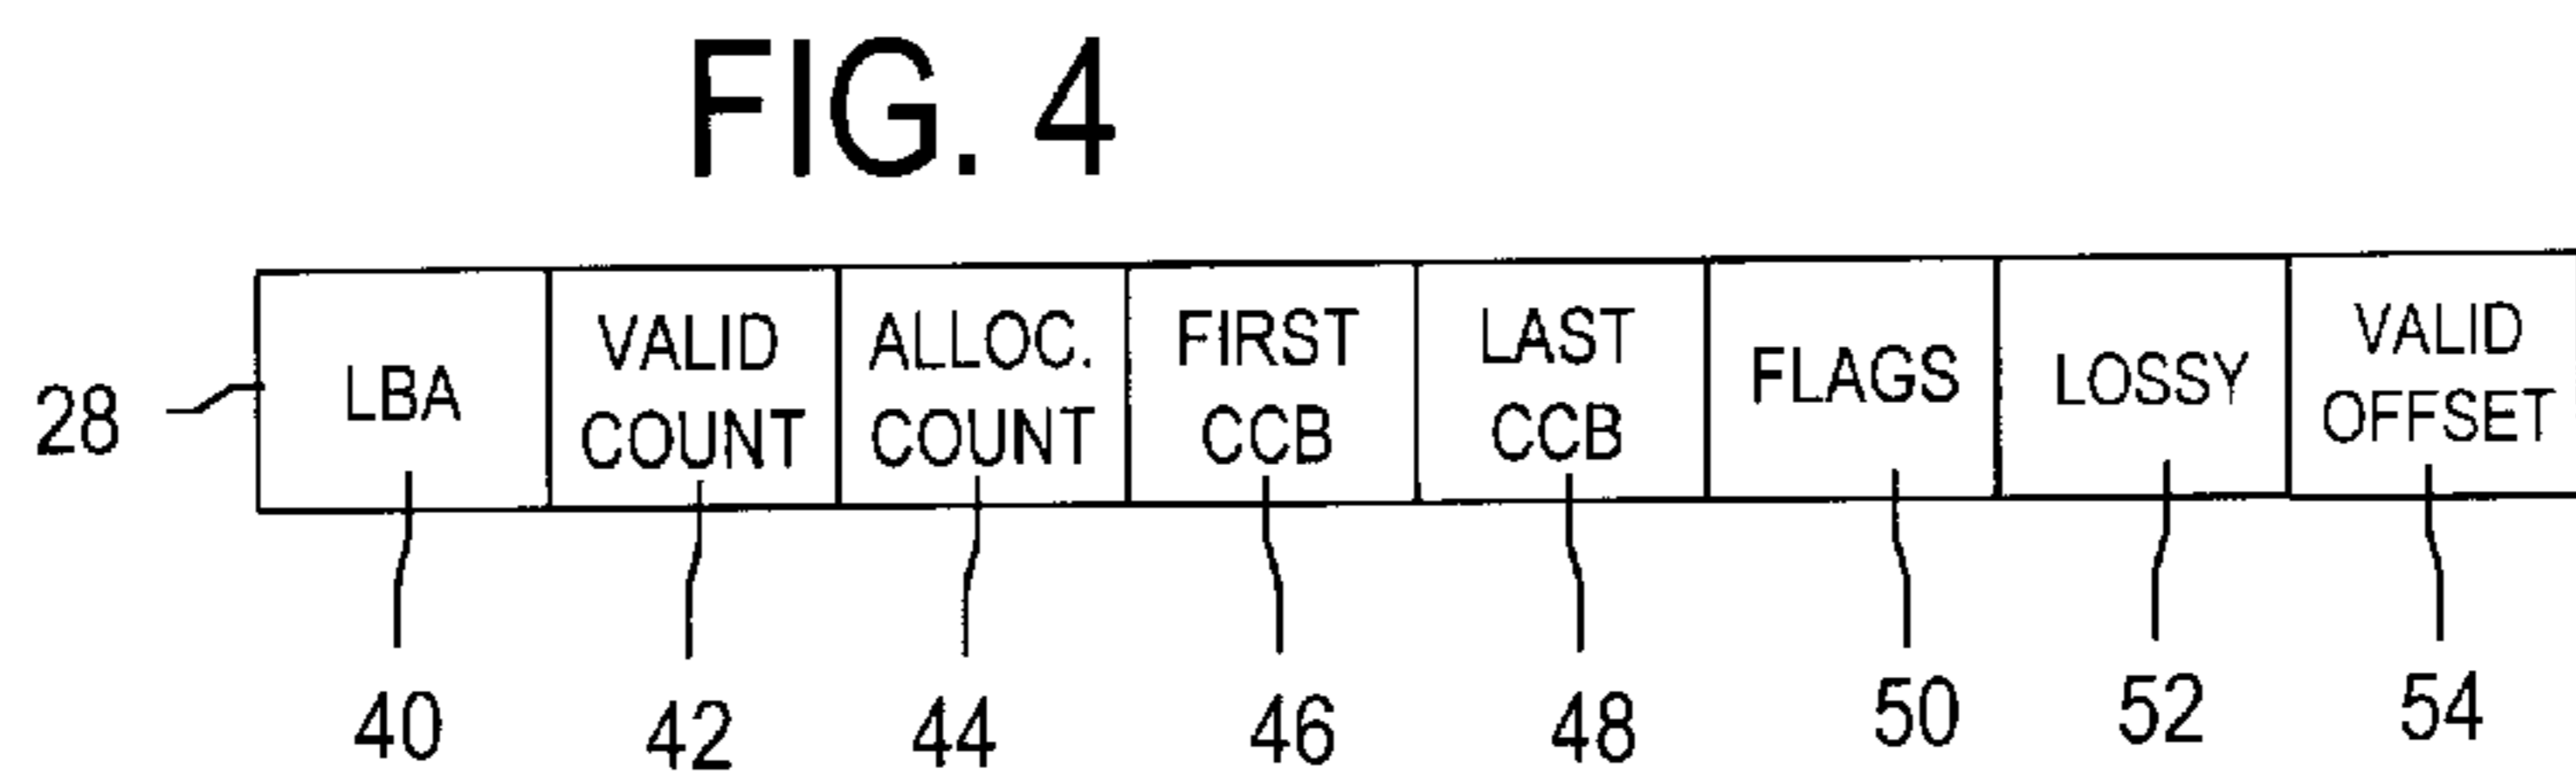 FIG. 4
28
LBA
VALID
COUNT
ALLOC.
COUNT
FIRST
CCB
LAST
CCB
FLAGS
LOSSY
VALID
OFFSET
40 42 44 46 48 50 52 54